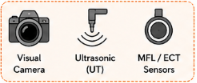 Visual
Camera
Ultrasonic
(UT)
MFL / ECT
Sensors